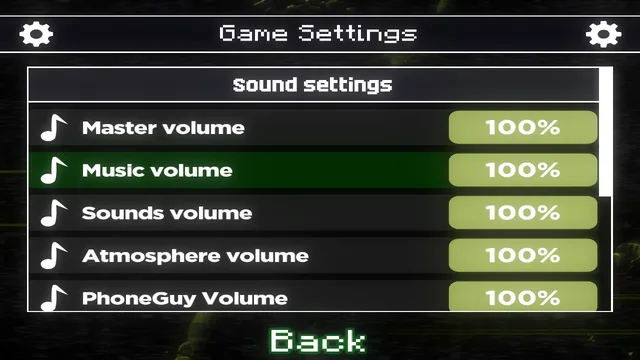 Game Settings
Sound settings
Master volume 100%
Music volume 100%
Sounds volume 100%
Atmosphere volume 100%
PhoneGuy Volume 100%
Back